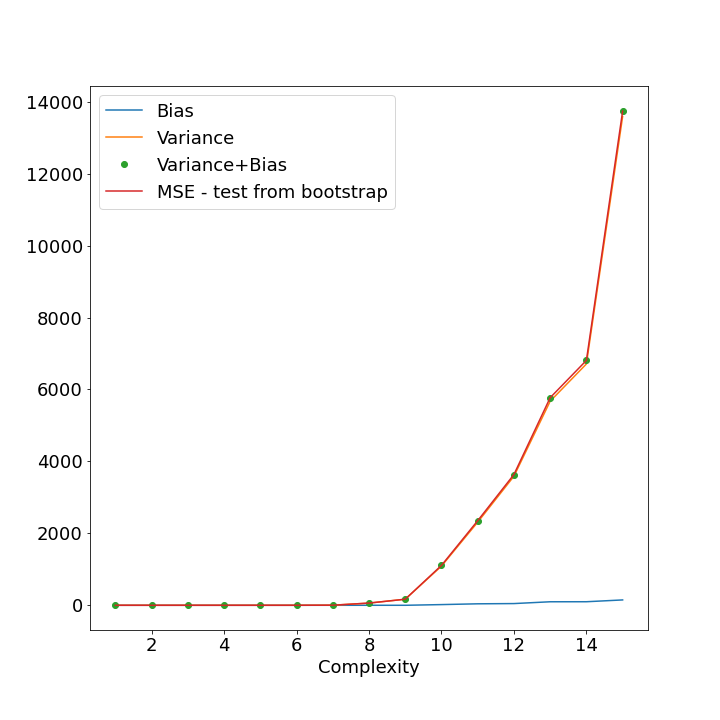 Bias
Variance
Variance+Bias
MSE - test from bootstrap
14000
12000
10000
8000
6000
4000
2000
0
2 4 6 8 10 12 14
Complexity